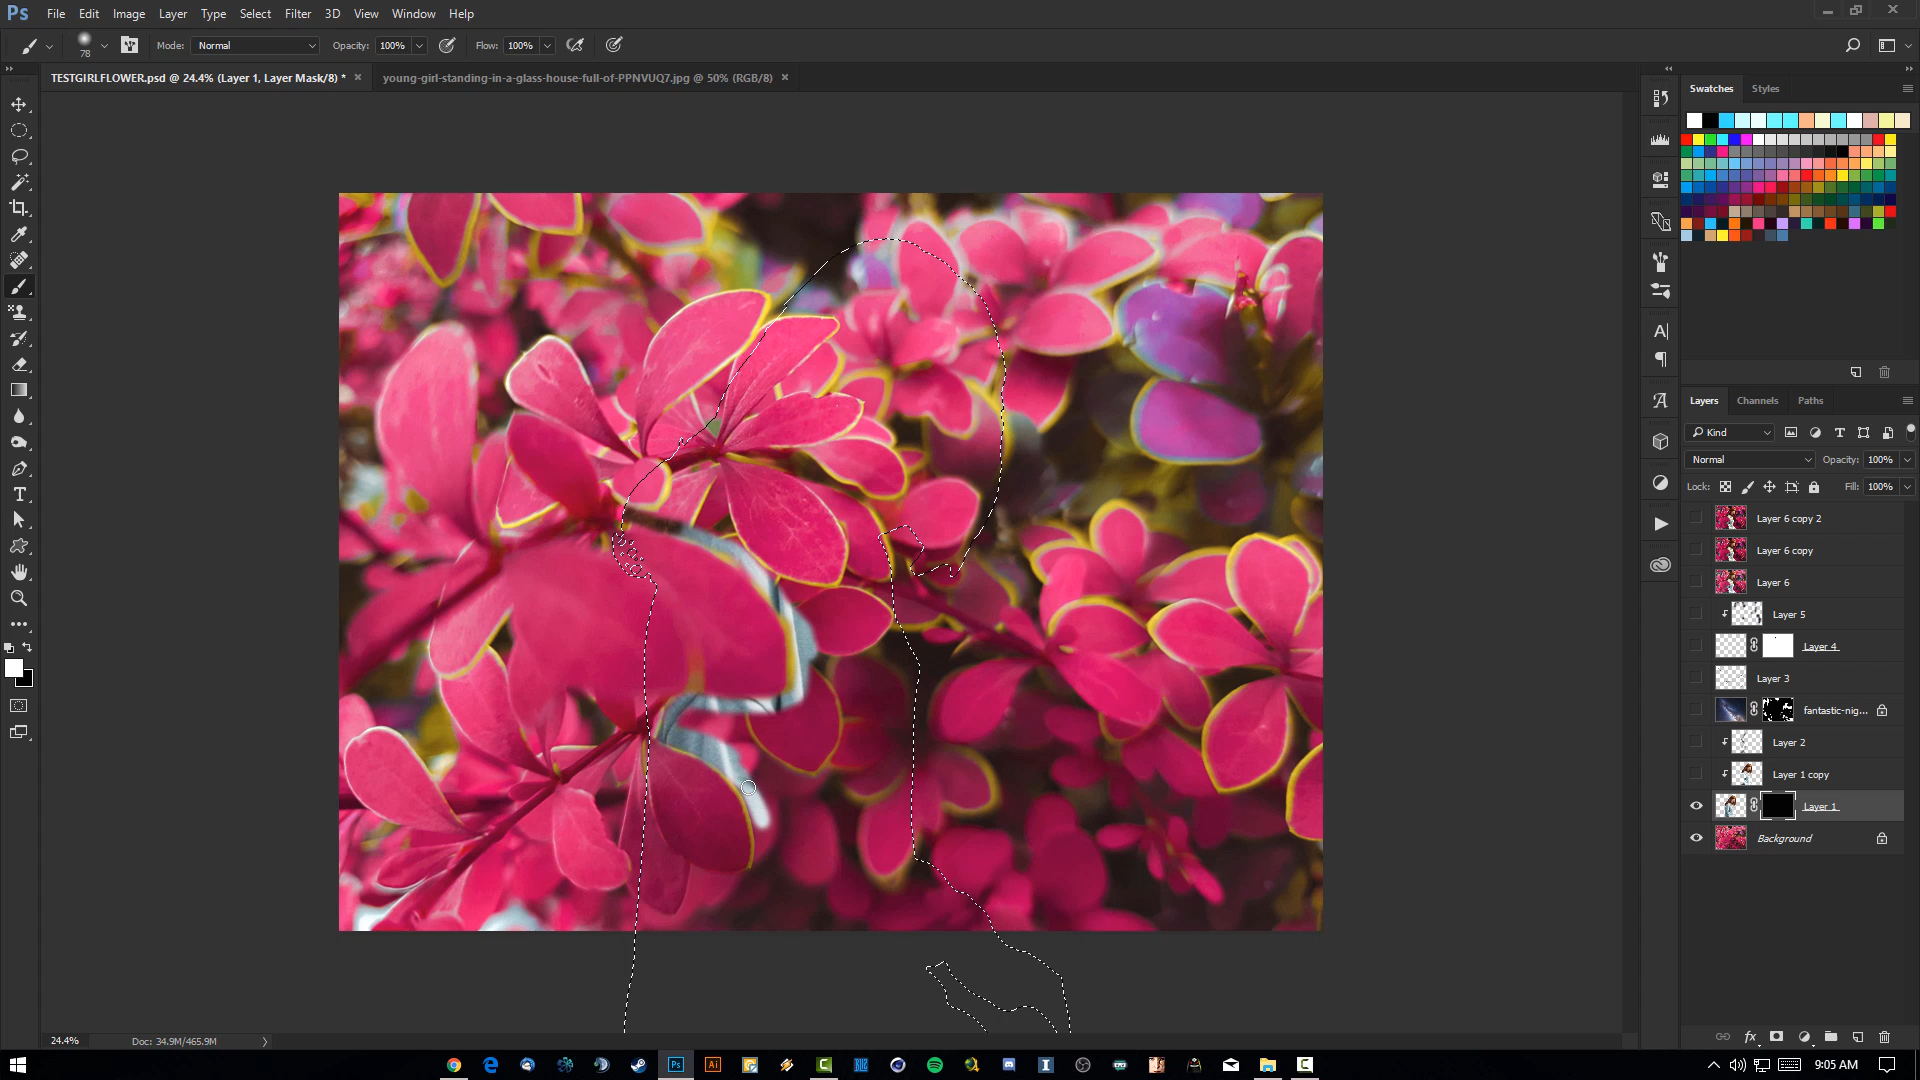 Ps File Edit Image Layer Type Select Filter 3D View Window Help
78 Mode: Normal Opacity: 100% Flow: 100%
TESTGIRLFLOWER.psd @ 24.4% (Layer 1, Layer Mask/8) * × young-girl-standing-in-a-glass-house-full-of-PPNVUQ7.jpg @ 50% (RGB/8) ×
Swatches Styles
Layers Channels Paths
Kind
Normal Opacity: 100%
Lock: Fill: 100%
Layer 6 copy 2
Layer 6 copy
Layer 6
Layer 5
Layer 4
Layer 3
fantastic-nig...
Layer 2
Layer 1 copy
Layer 1
Background
24.4% Doc: 34.9M/465.9M
9:05 AM